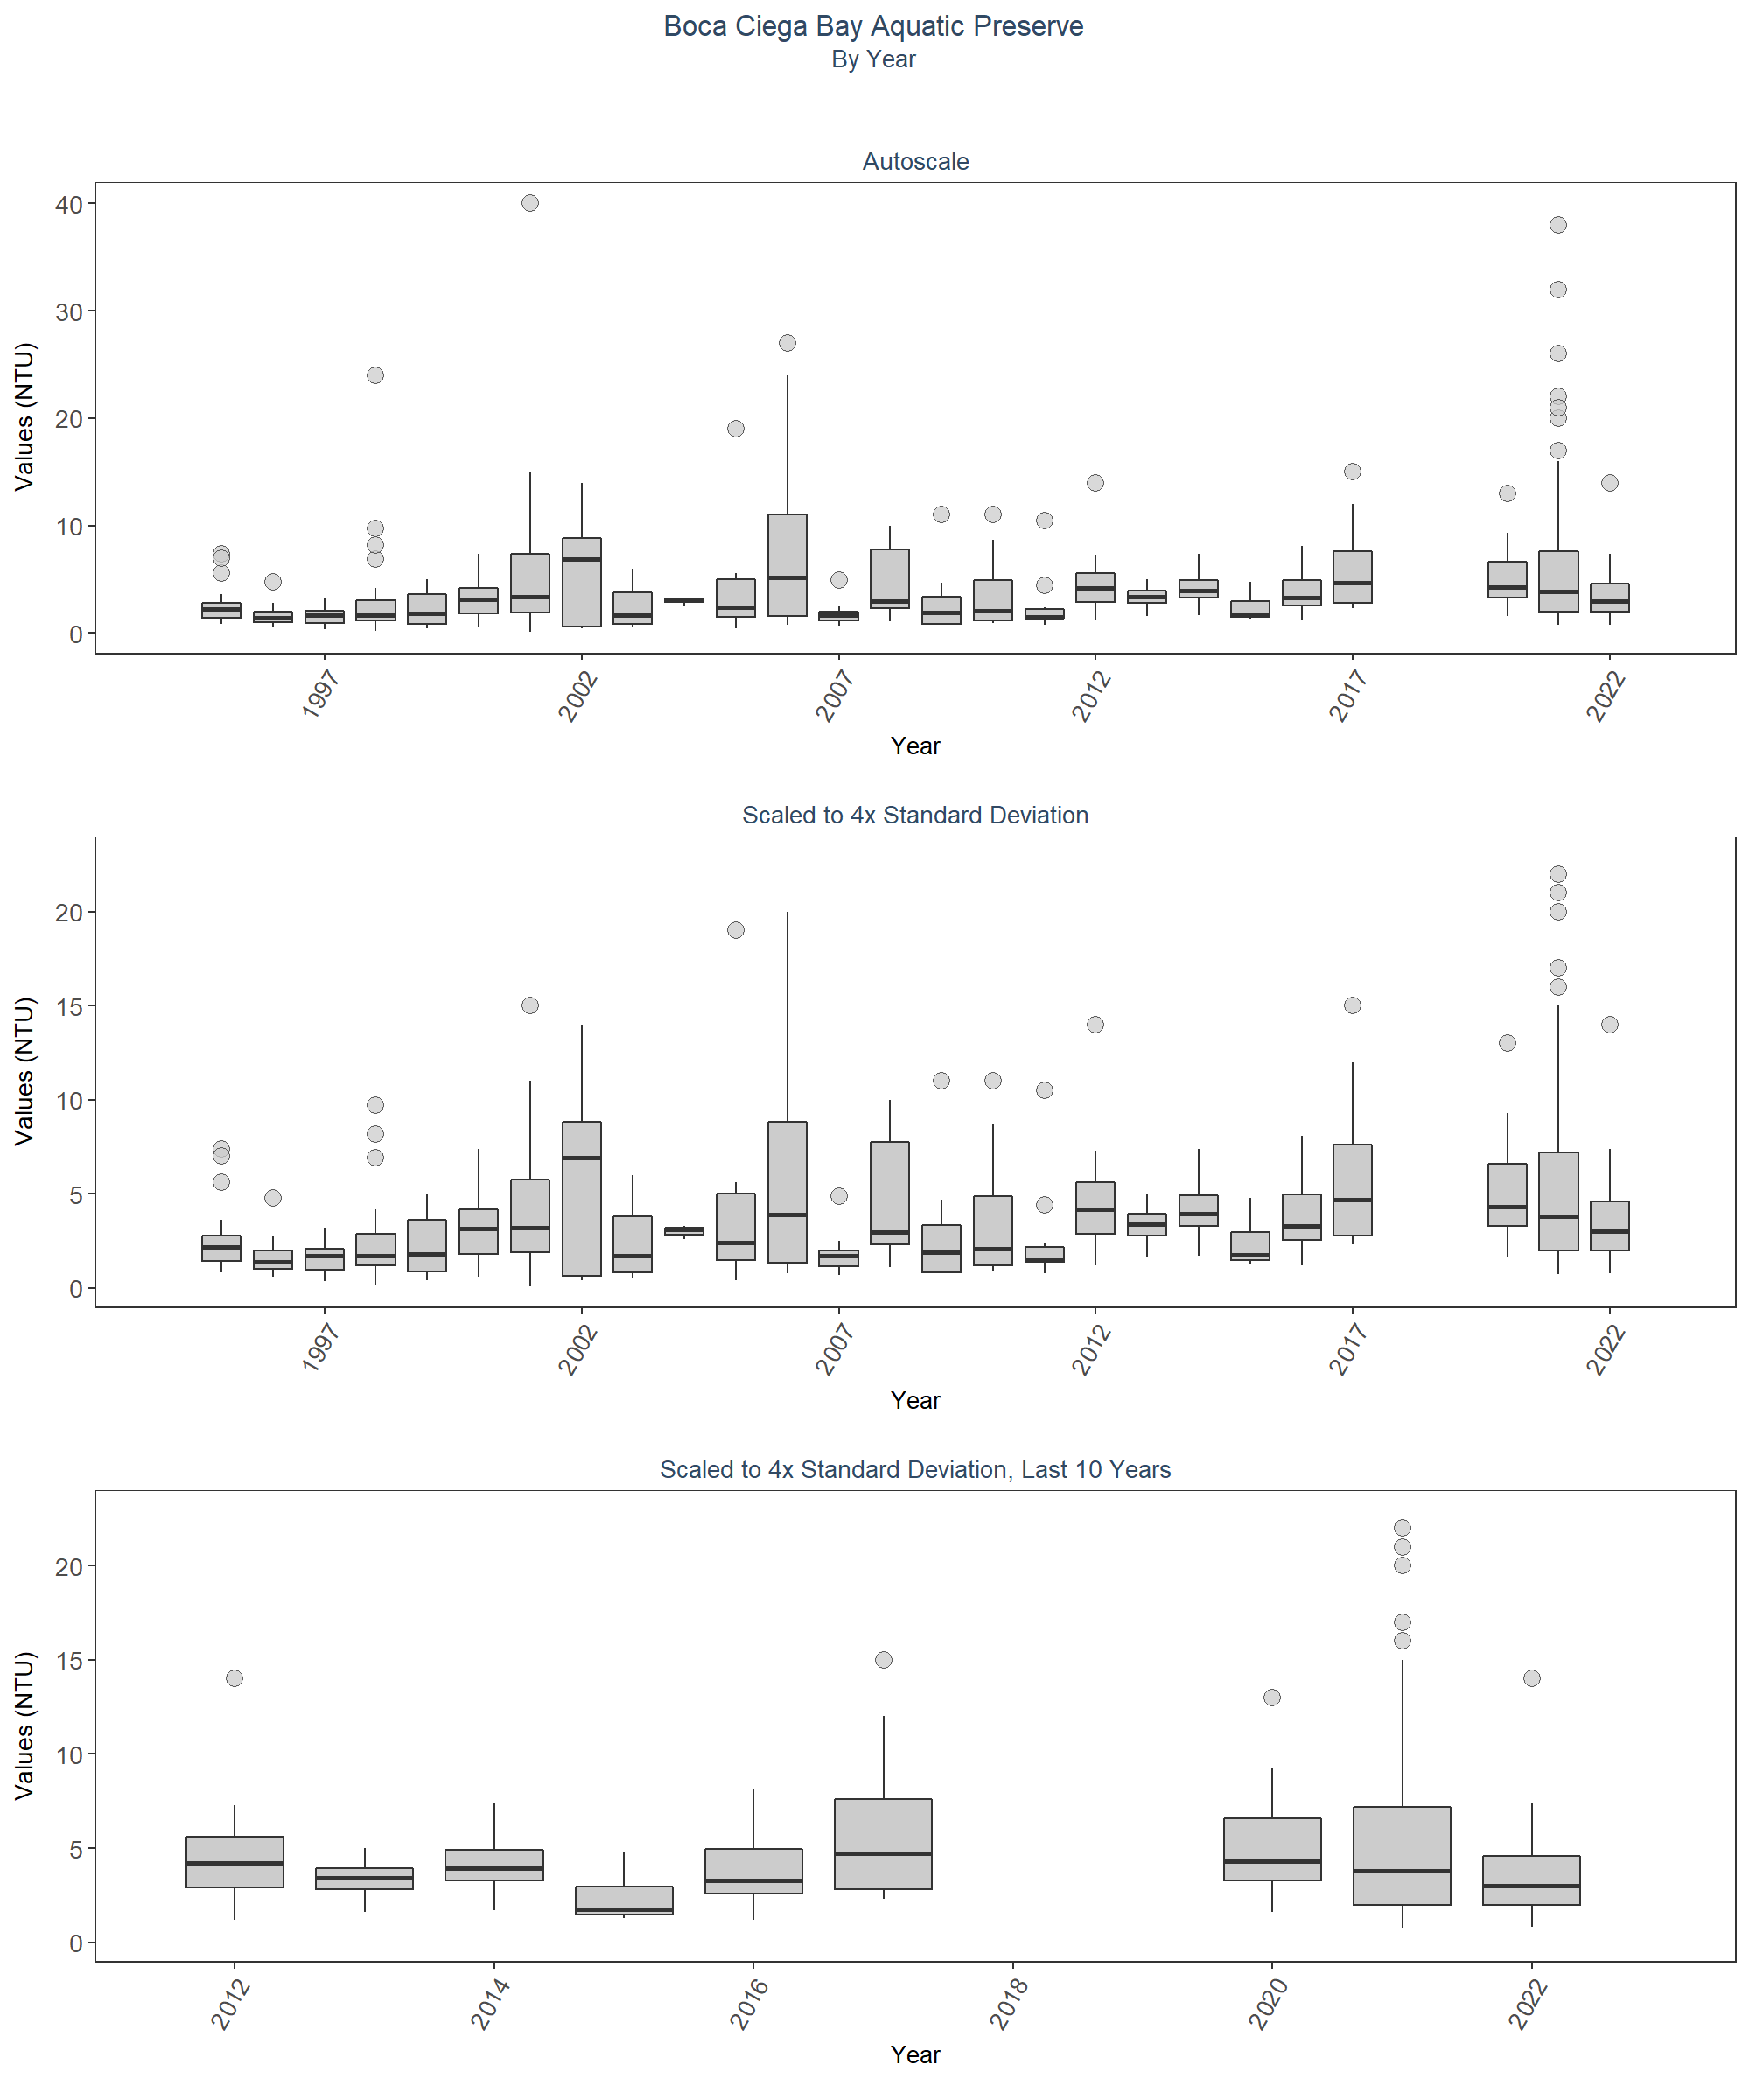 Boca Ciega Bay Aquatic Preserve
By Year
Autoscale
Values (NTU)
40
30
20
10
0
1997 2002 2007 2012 2017 2022
Year
Scaled to 4x Standard Deviation
Values (NTU)
20
15
10
5
0
1997 2002 2007 2012 2017 2022
Year
Scaled to 4x Standard Deviation, Last 10 Years
Values (NTU)
20
15
10
5
0
2012 2014 2016 2018 2020 2022
Year